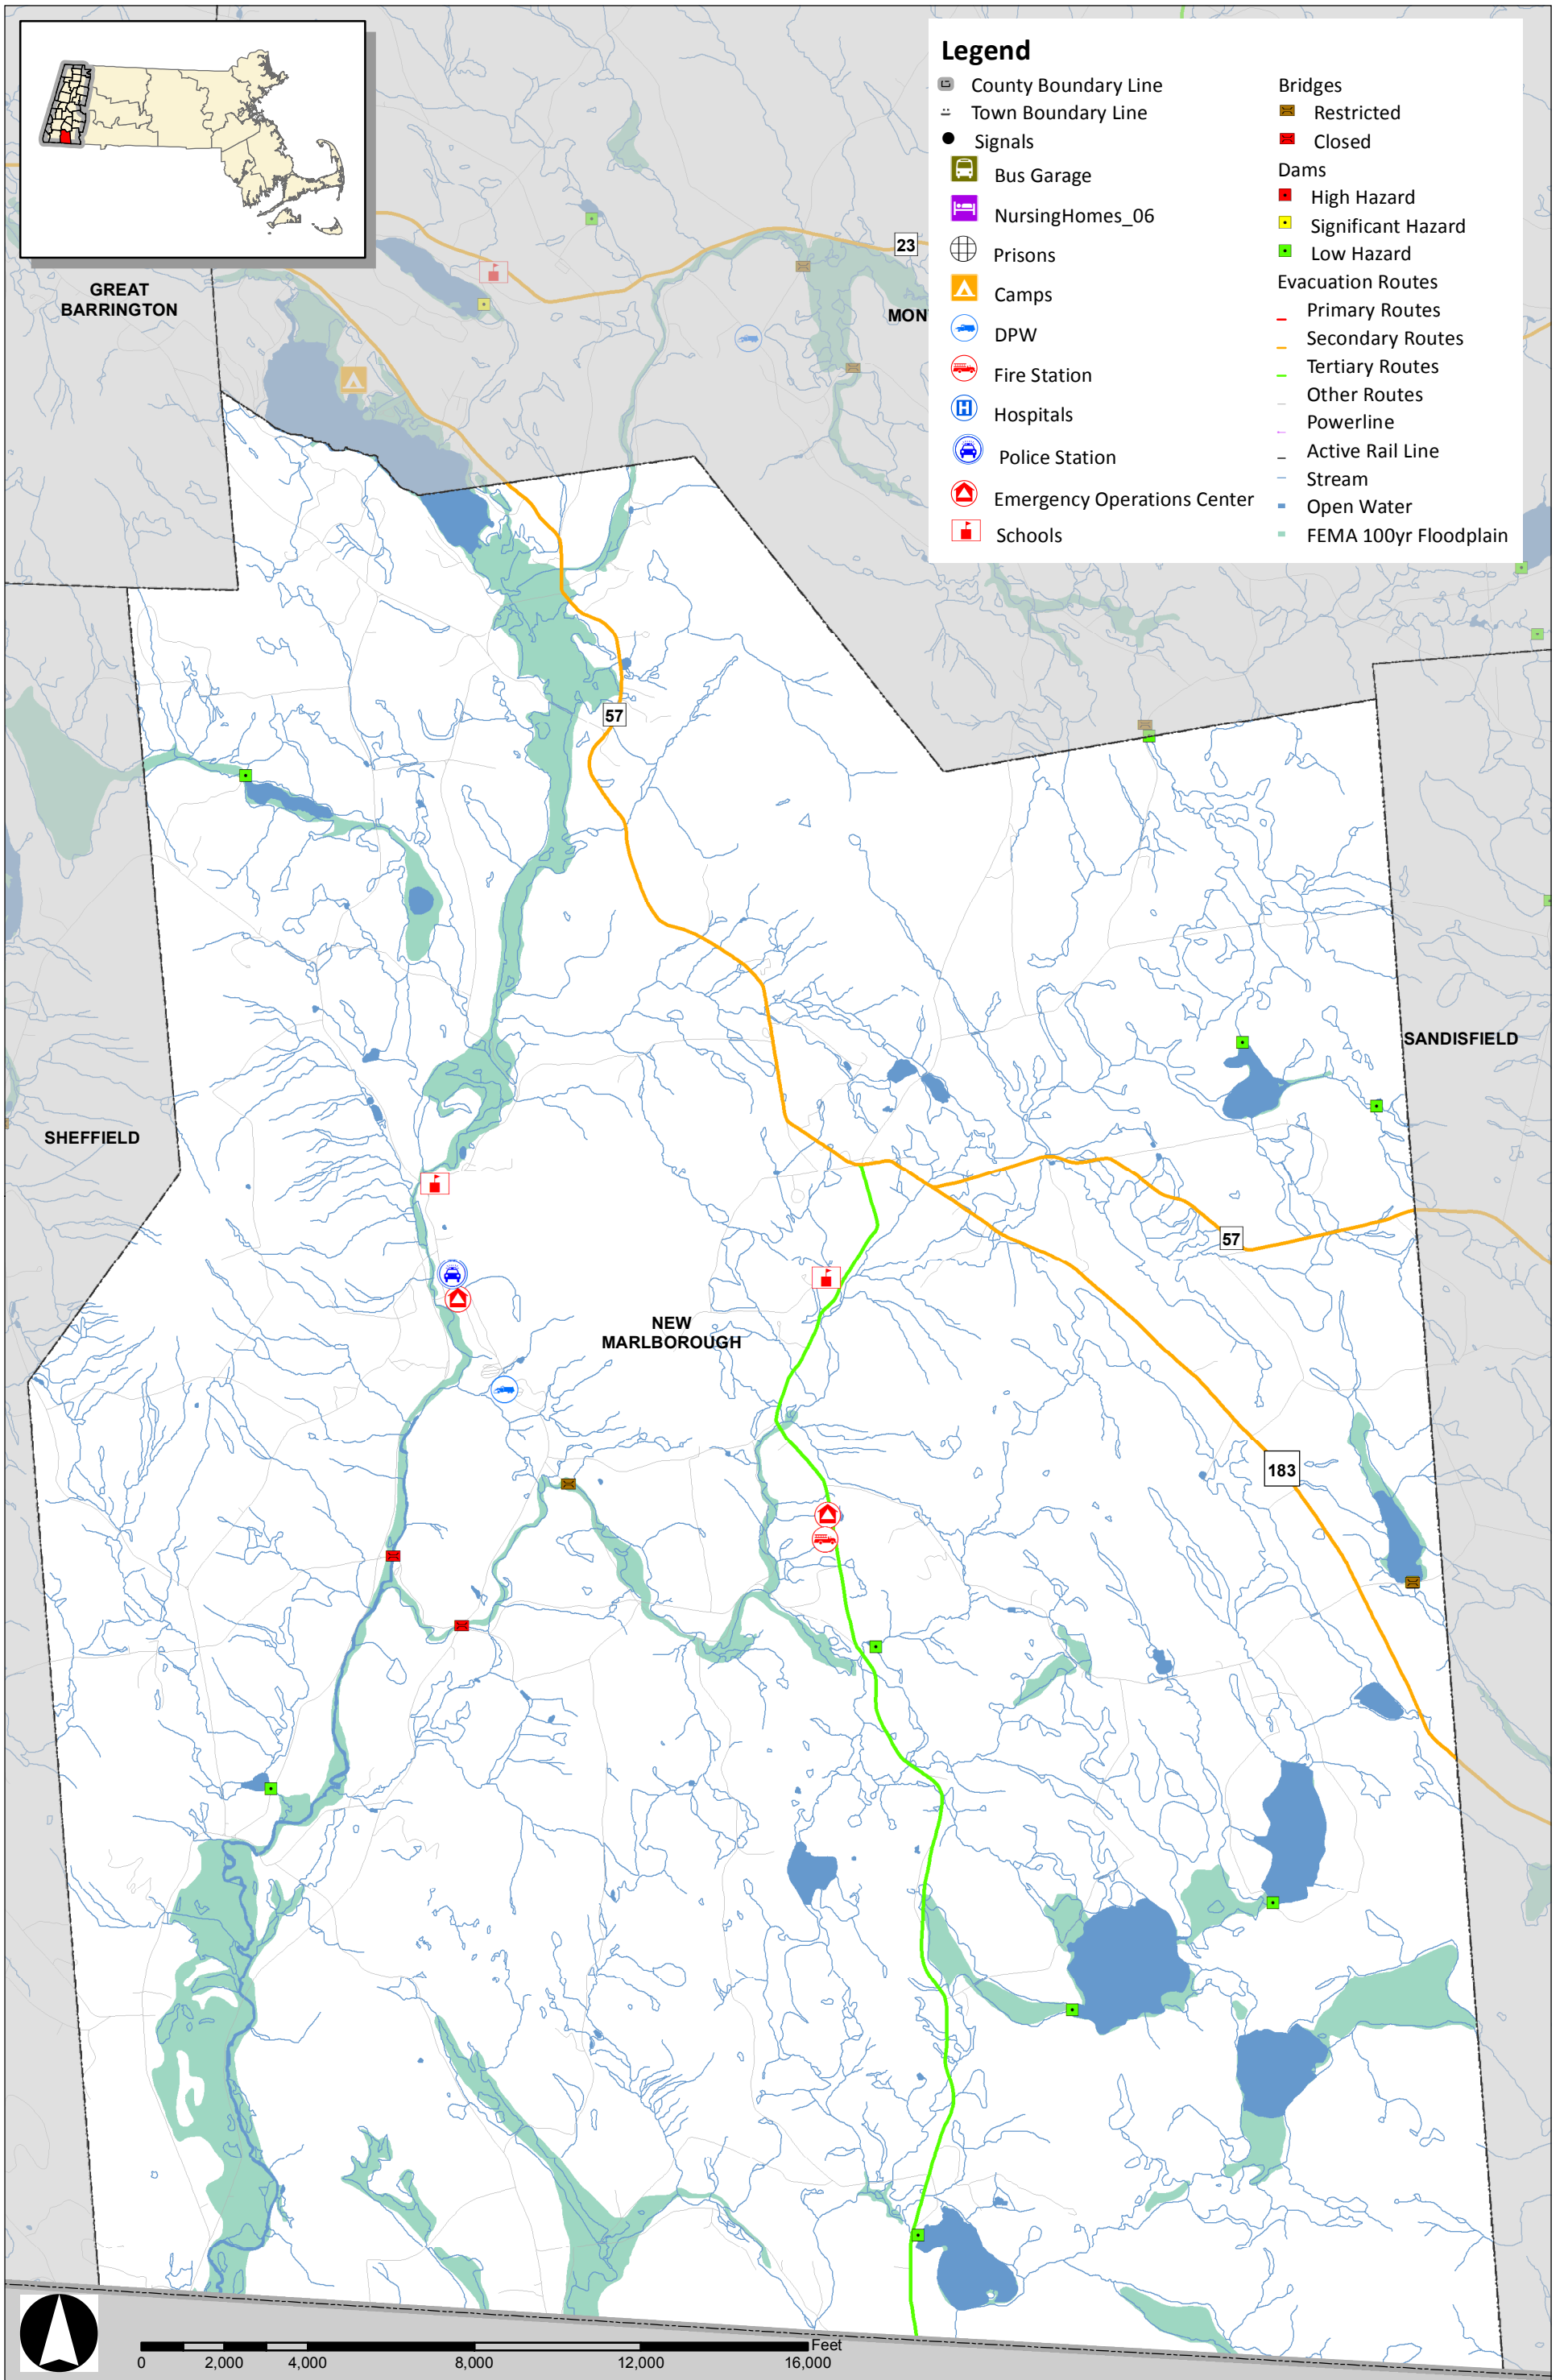 Legend
County Boundary Line
Town Boundary Line
Signals
Bus Garage
NursingHomes_06
Prisons
Camps
DPW
Fire Station
Hospitals
Police Station
Emergency Operations Center
Schools
Bridges
Restricted
Closed
Dams
High Hazard
Significant Hazard
Low Hazard
Evacuation Routes
Primary Routes
Secondary Routes
Tertiary Routes
Other Routes
Powerline
Active Rail Line
Stream
Open Water
FEMA 100yr Floodplain
23
GREAT
BARRINGTON
MON
57
SANDISFIELD
SHEFFIELD
57
NEW
MARLBOROUGH
183
Feet
0 2,000 4,000 8,000 12,000 16,000